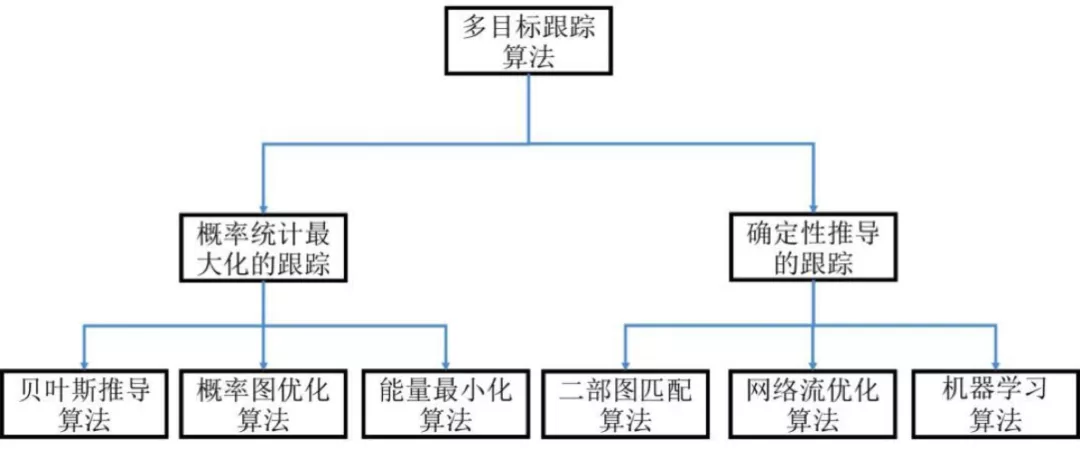 多目标跟踪
算法
概率统计最
大化的跟踪
确定性推导
的跟踪
贝叶斯推导
算法
概率图优化
算法
能量最小化
算法
二部图匹配
算法
网络流优化
算法
机器学习
算法